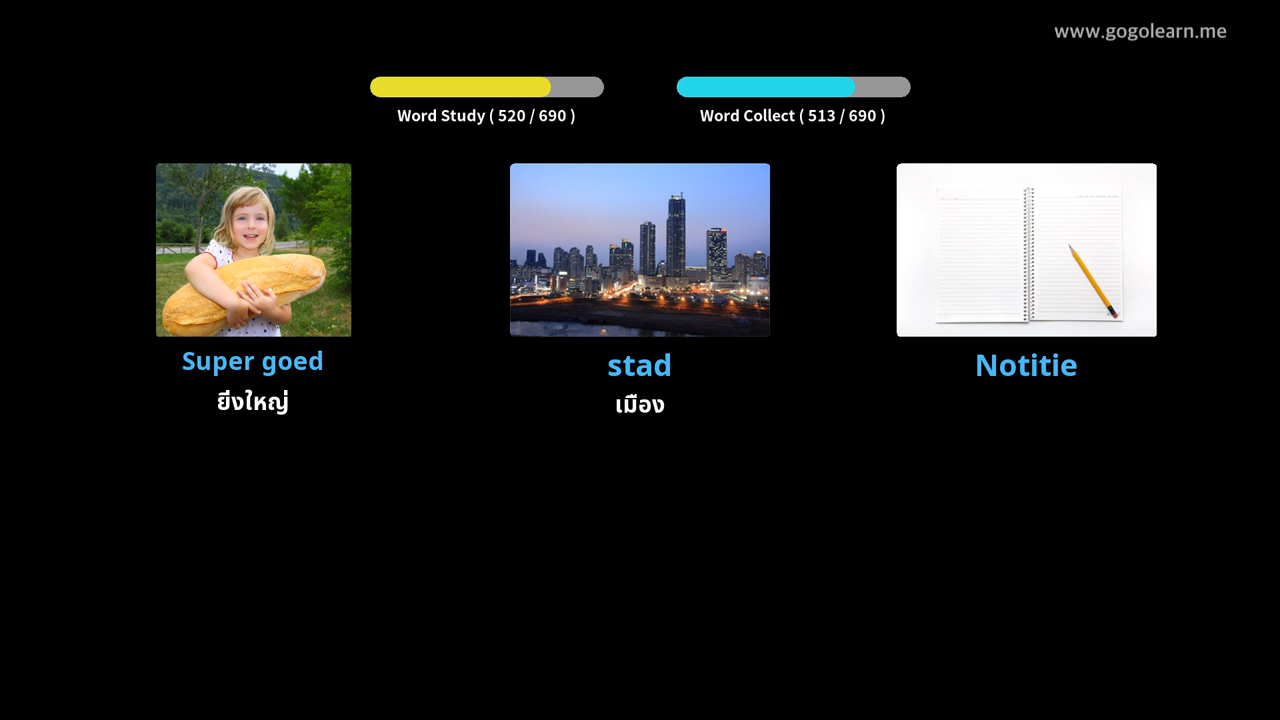 www.gogolearn.me
Word Study ( 520 / 690 )
Word Collect ( 513 / 690 )
Super goed
stad
Notitie
ยิ่งใหญ่
เมือง